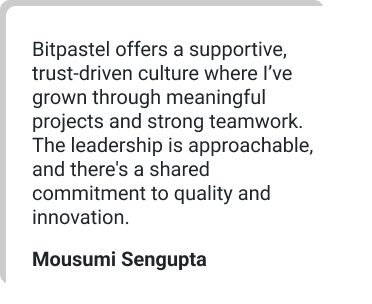 Bitpastel offers a supportive,
trust-driven culture where I’ve
grown through meaningful
projects and strong teamwork.
The leadership is approachable,
and there's a shared
commitment to quality and
innovation.
Mousumi Sengupta